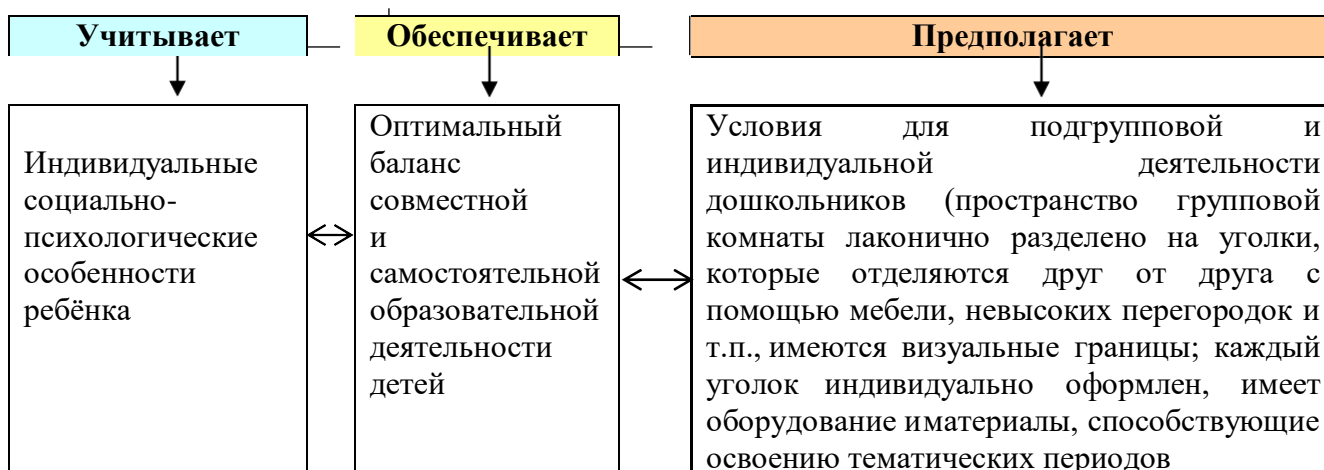 Учитывает
Обеспечивает
Предполагает
Индивидуальные
социально-
психологические
особенности
ребёнка
Оптимальный
баланс
совместной
и
самостоятельной
образовательной
деятельности
детей
Условия для подгрупповой и
индивидуальной деятельности
дошкольников (пространство групповой
комнаты лаконично разделено на уголки,
которые отделяются друг от друга с
помощью мебели, невысоких перегородок и
т.п., имеются визуальные границы; каждый
уголок индивидуально оформлен, имеет
оборудование иматериалы, способствующие
освоению тематических периодов